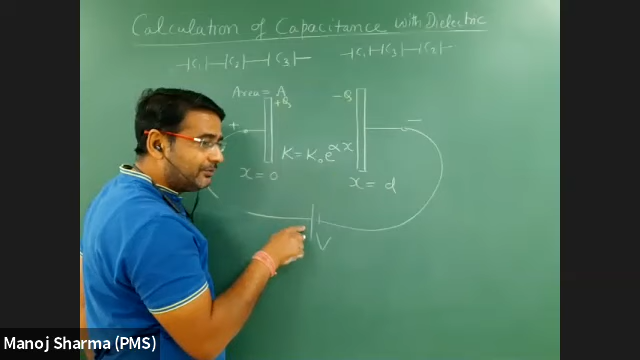 Calculation of Capacitance with Dielectric
C₁ C₂ C₃
C₁ C₃ C₂
Area = A
+Q
-Q
+
-
K = K₀e^αx
x = 0
x = d
V
Manoj Sharma (PMS)